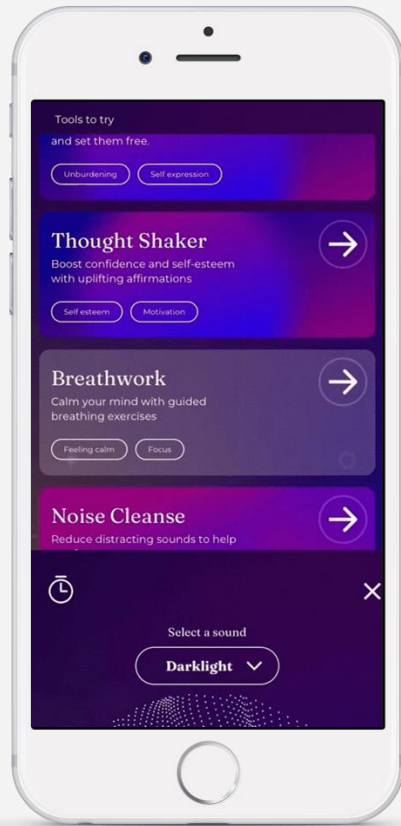 Tools to try
and set them free.
Unburdening
Self expression
Thought Shaker
Boost confidence and self-esteem
with uplifting affirmations
Self esteem
Motivation
Breathwork
Calm your mind with guided
breathing exercises
Feeling calm
Focus
Noise Cleanse
Reduce distracting sounds to help
Select a sound
Darklight